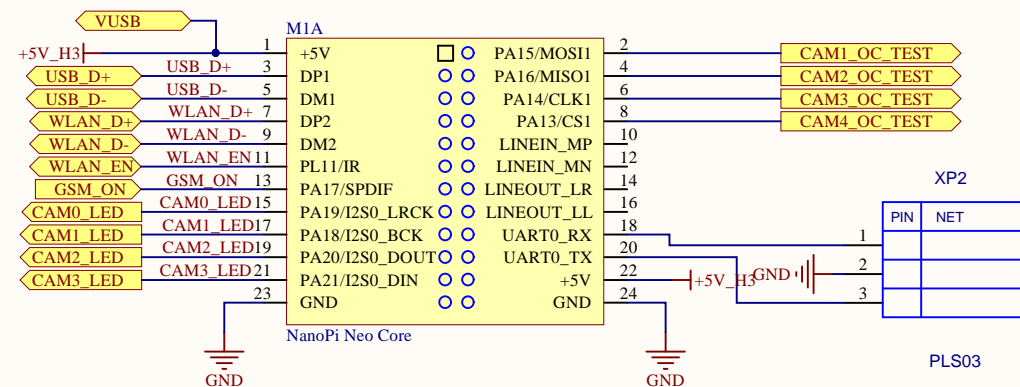 VUSB
M1A
+5V_H3 1 +5V PA15/MOSI1 2 CAM1_OC_TEST
USB_D+ USB_D+ 3 DP1 PA16/MISO1 4 CAM2_OC_TEST
USB_D- USB_D- 5 DM1 PA14/CLK1 6 CAM3_OC_TEST
WLAN_D+ WLAN_D+ 7 DP2 PA13/CS1 8 CAM4_OC_TEST
WLAN_D- WLAN_D- 9 DM2 LINEIN_MP 10
WLAN_EN WLAN_EN 11 PL11/IR LINEIN_MN 12
GSM_ON GSM_ON 13 PA17/SPDIF LINEOUT_LR 14
CAM0_LED CAM0_LED 15 PA19/I2S0_LRCK LINEOUT_LL 16
CAM1_LED CAM1_LED 17 PA18/I2S0_BCK UART0_RX 18
CAM2_LED CAM2_LED 19 PA20/I2S0_DOUT UART0_TX 20
CAM3_LED CAM3_LED 21 PA21/I2S0_DIN +5V 22 +5V_H3
23 GND GND 24
NanoPi Neo Core
GND
GND
XP2
PIN NET
1
GND 2
3
PLS03